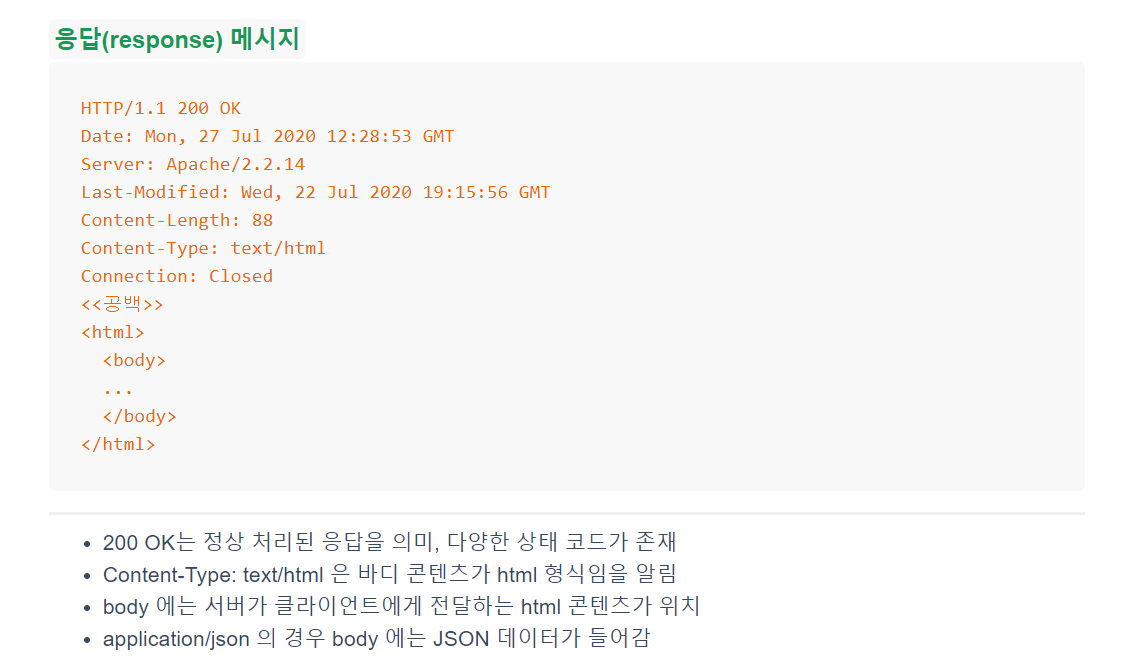 응답(response) 메시지
HTTP/1.1 200 OK
Date: Mon, 27 Jul 2020 12:28:53 GMT
Server: Apache/2.2.14
Last-Modified: Wed, 22 Jul 2020 19:15:56 GMT
Content-Length: 88
Content-Type: text/html
Connection: Closed
<<공백>>
<html>
  <body>
  ...
  </body>
</html>
• 200 OK는 정상 처리된 응답을 의미, 다양한 상태 코드가 존재
• Content-Type: text/html 은 바디 콘텐츠가 html 형식임을 알림
• body 에는 서버가 클라이언트에게 전달하는 html 콘텐츠가 위치
• application/json 의 경우 body 에는 JSON 데이터가 들어감